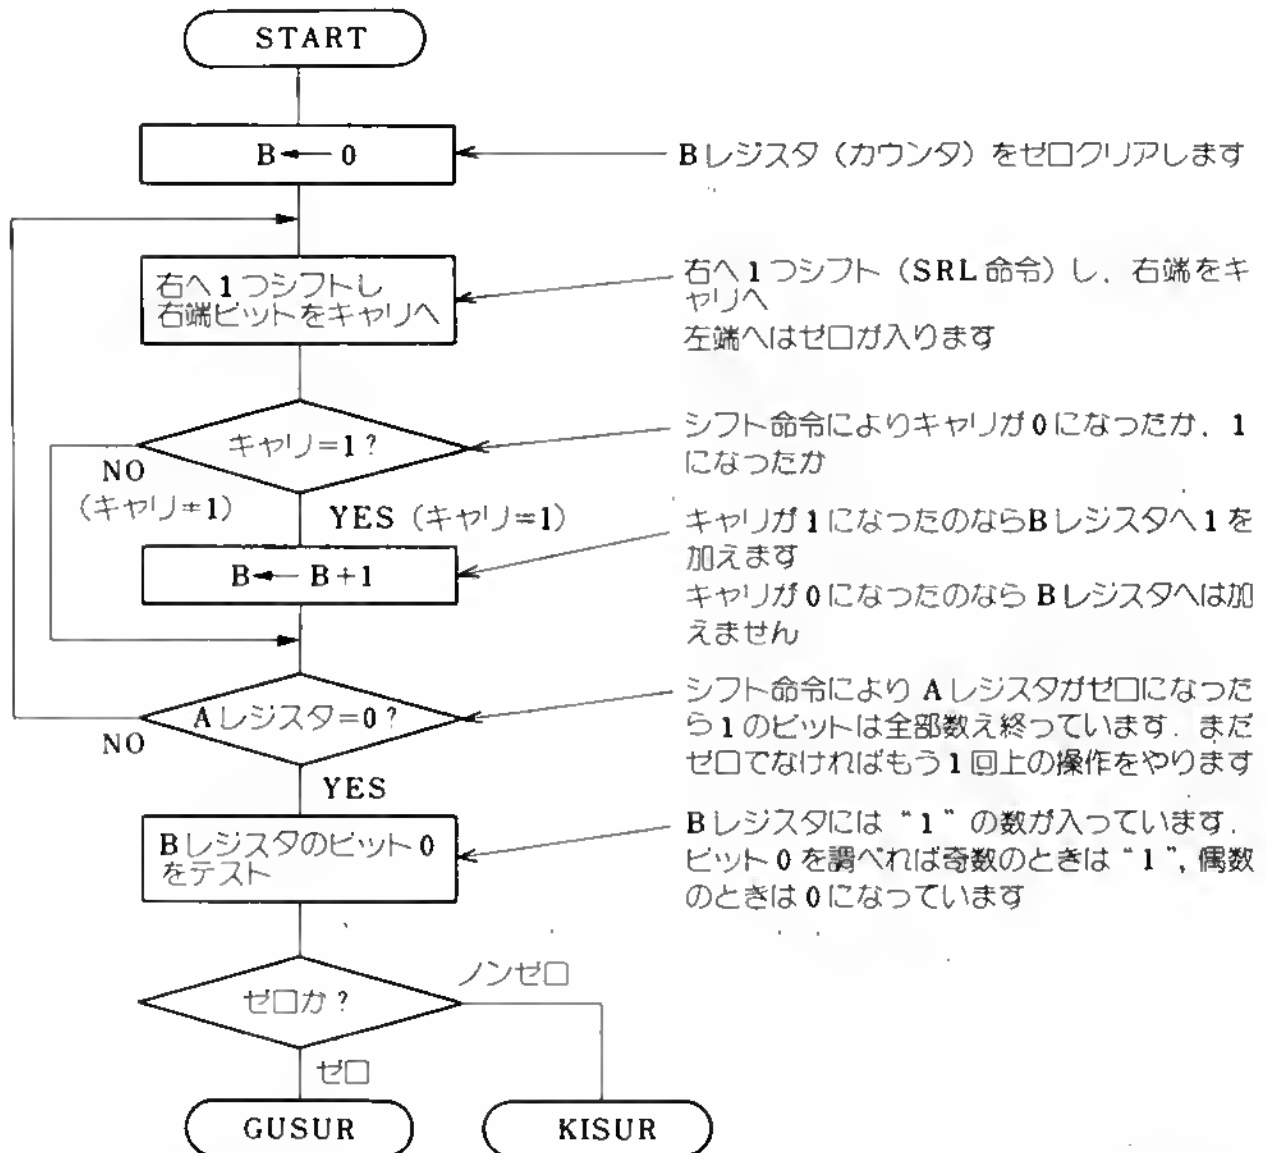 START
B ← 0
Bレジスタ（カウンタ）をゼロクリアします
右へ1つシフトし
右端ビットをキャリへ
右へ1つシフト（SRL命令）し，右端をキ
ャリへ
左端へはゼロが入ります
キャリ=1？
シフト命令によりキャリが0になったか，1
になったか
NO
(キャリ≠1)
YES（キャリ=1）
キャリが1になったのならBレジスタへ1を
加えます
キャリが0になったのならBレジスタへは加
えません
B ← B+1
Aレジスタ=0？
シフト命令によりAレジスタがゼロになった
ら1のビットは全部数え終っています．まだ
ゼロでなければもう1回上の操作をやります
NO
YES
Bレジスタのビット0
をテスト
Bレジスタには“1”の数が入っています．
ビット0を調べれば奇数のときは“1”，偶数
のときは0になっています
ゼロか？
ノンゼロ
ゼロ
GUSUR
KISUR